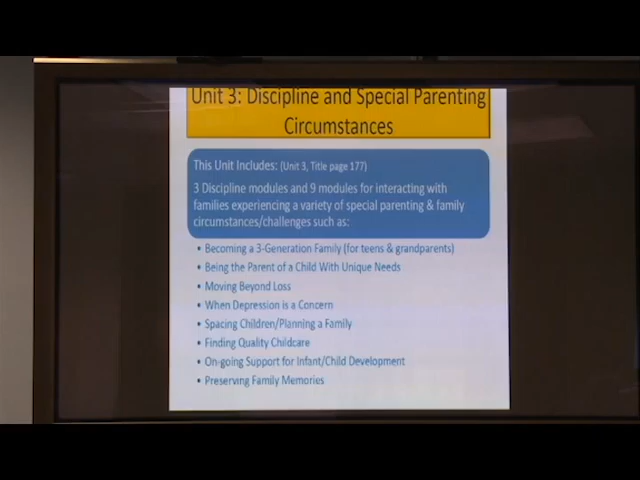 Unit 3: Discipline and Special Parenting
Circumstances
This Unit Includes: (Unit 3, Title page 177)
3 Discipline modules and 9 modules for interacting with
families experiencing a variety of special parenting & family
circumstances/challenges such as:
• Becoming a 3-Generation Family (for teens & grandparents)
• Being the Parent of a Child With Unique Needs
• Moving Beyond Loss
• When Depression is a Concern
• Spacing Children/Planning a Family
• Finding Quality Childcare
• On-going Support for Infant/Child Development
• Preserving Family Memories